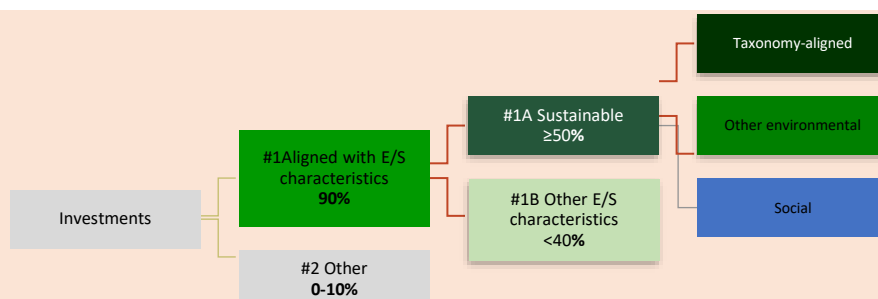 Taxonomy-aligned
#1A Sustainable
≥50%
Other environmental
#1Aligned with E/S
characteristics
90%
#1B Other E/S
characteristics
<40%
Social
Investments
#2 Other
0-10%